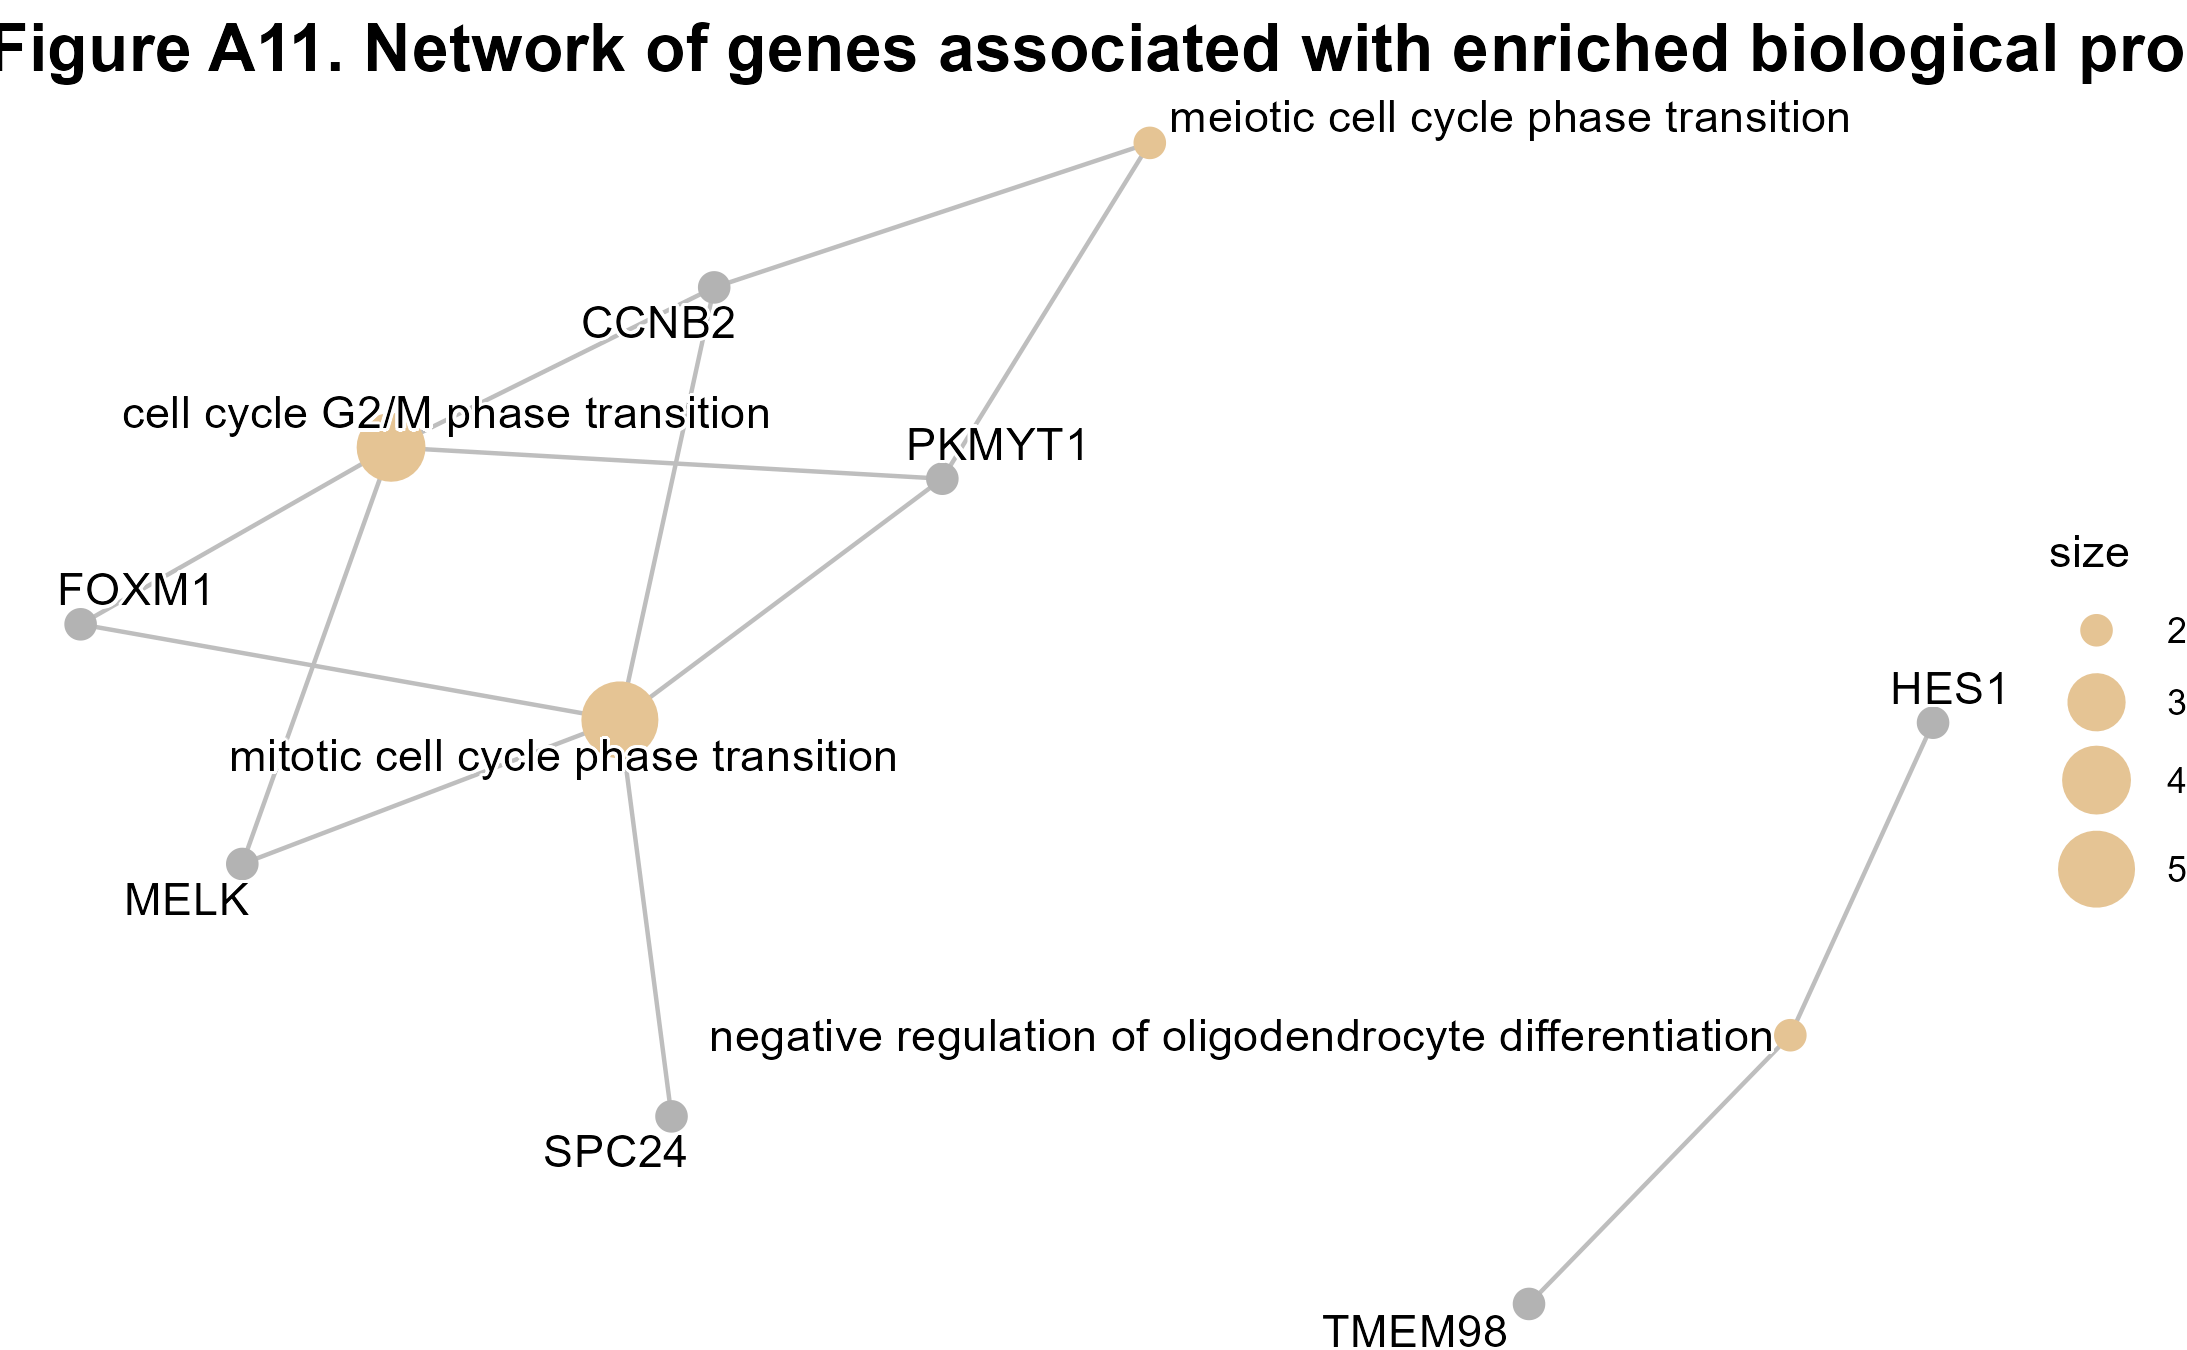 Figure A11. Network of genes associated with enriched biological pro
meiotic cell cycle phase transition
CCNB2
cell cycle G2/M phase transition
PKMYT1
FOXM1
size
2
HES1
3
mitotic cell cycle phase transition
4
5
MELK
negative regulation of oligodendrocyte differentiation
SPC24
TMEM98